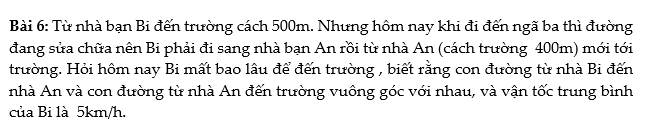 Bài 6: Từ nhà bạn Bi đến trường cách 500m. Nhưng hôm nay khi đi đến ngã ba thì đường
đang sửa chữa nên Bi phải đi sang nhà bạn An rồi từ nhà An (cách trường 400m) mới tới
trường. Hỏi hôm nay Bi mất bao lâu để đến trường , biết rằng con đường từ nhà Bi đến
nhà An và con đường từ nhà An đến trường vuông góc với nhau, và vận tốc trung bình
của Bi là 5km/h.